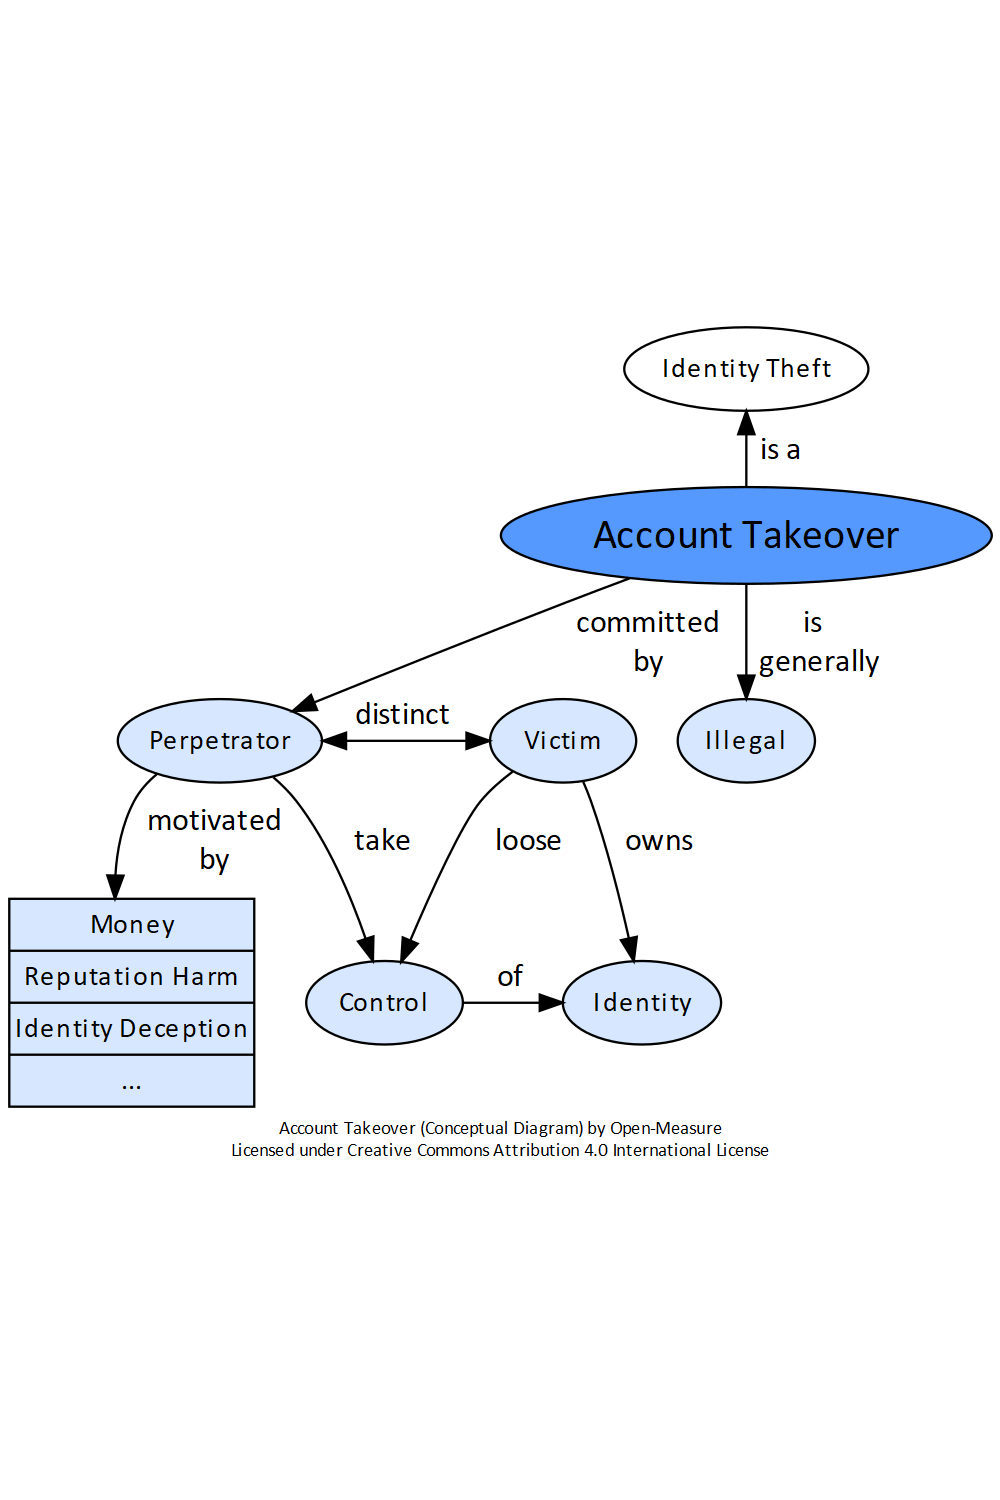 Identity Theft
is a
Account Takeover
committed
by
is
generally
distinct
Perpetrator
Victim
Illegal
motivated
by
take
loose
owns
Money
Reputation Harm
Identity Deception
...
Control
of
Identity
Account Takeover (Conceptual Diagram) by Open-Measure
Licensed under Creative Commons Attribution 4.0 International License